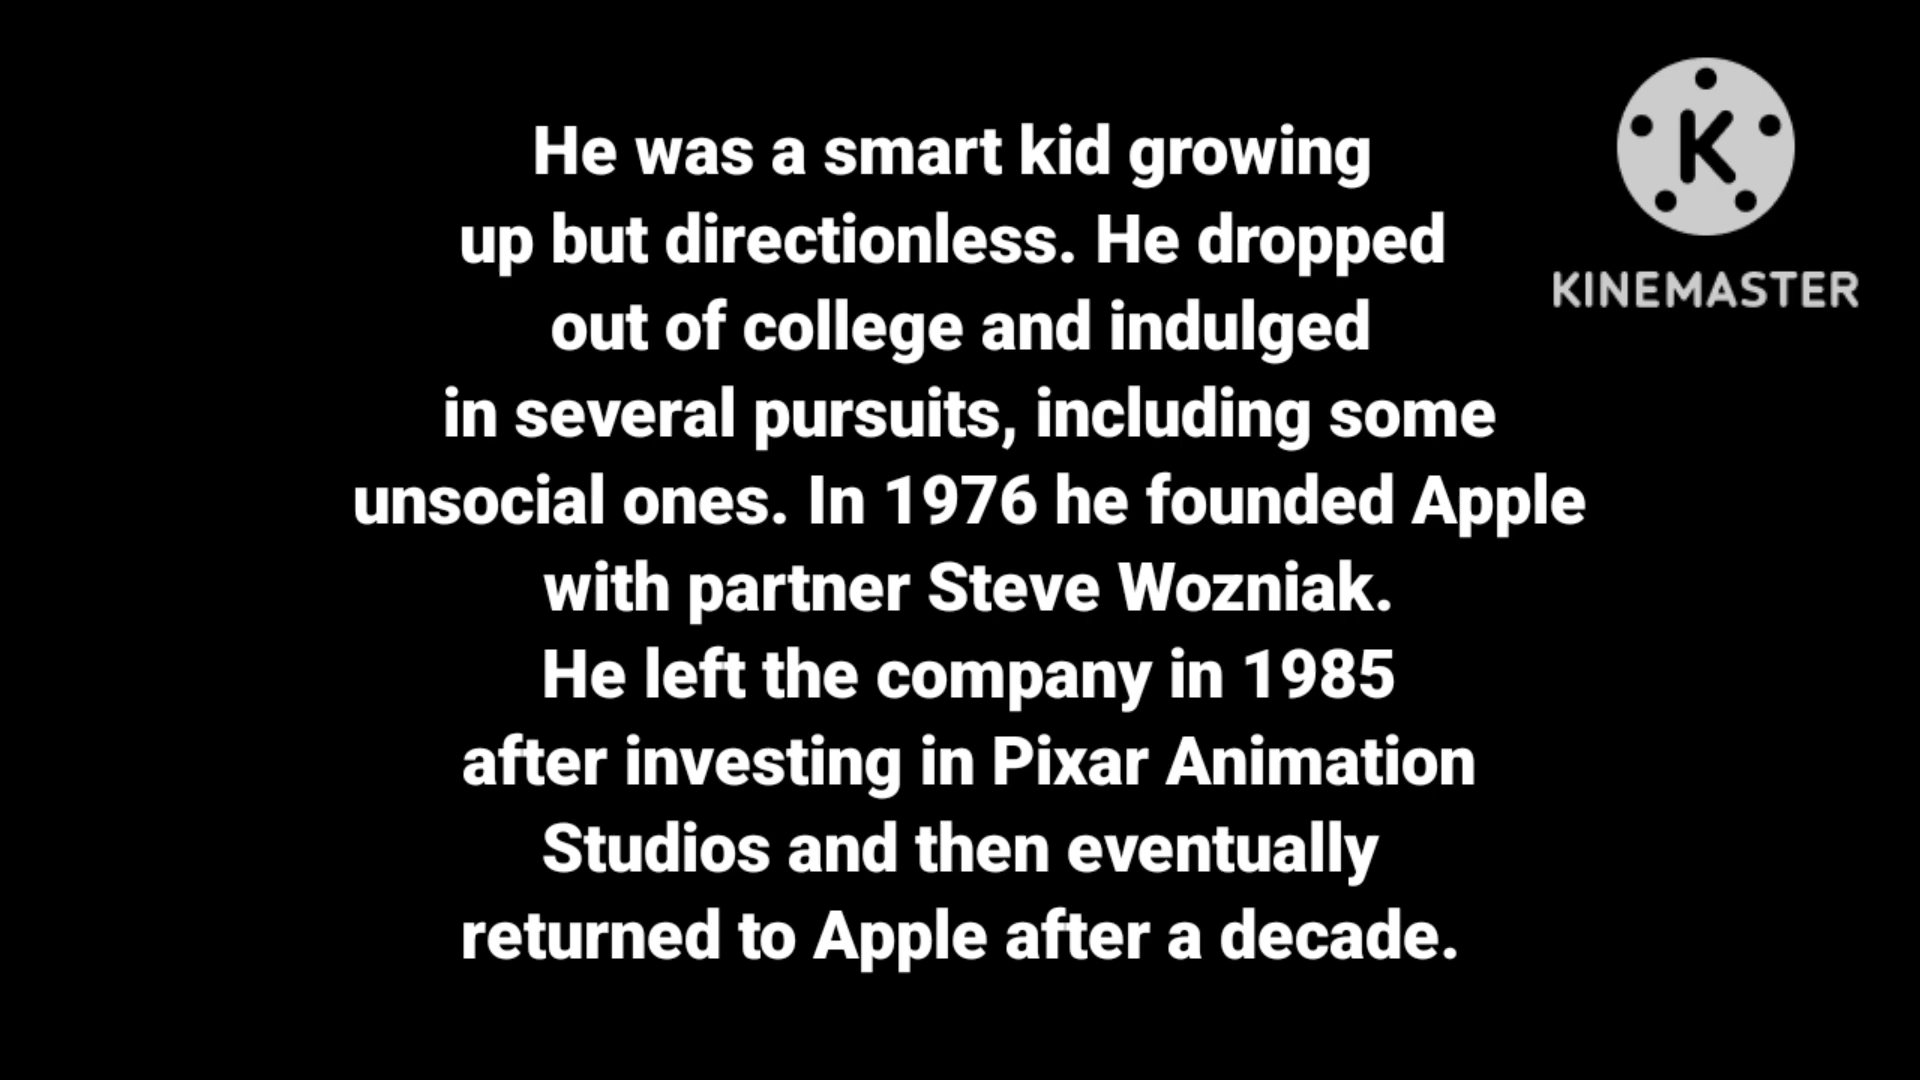 He was a smart kid growing
up but directionless. He dropped
out of college and indulged
in several pursuits, including some
unsocial ones. In 1976 he founded Apple
with partner Steve Wozniak.
He left the company in 1985
after investing in Pixar Animation
Studios and then eventually
returned to Apple after a decade.
K
KINEMASTER